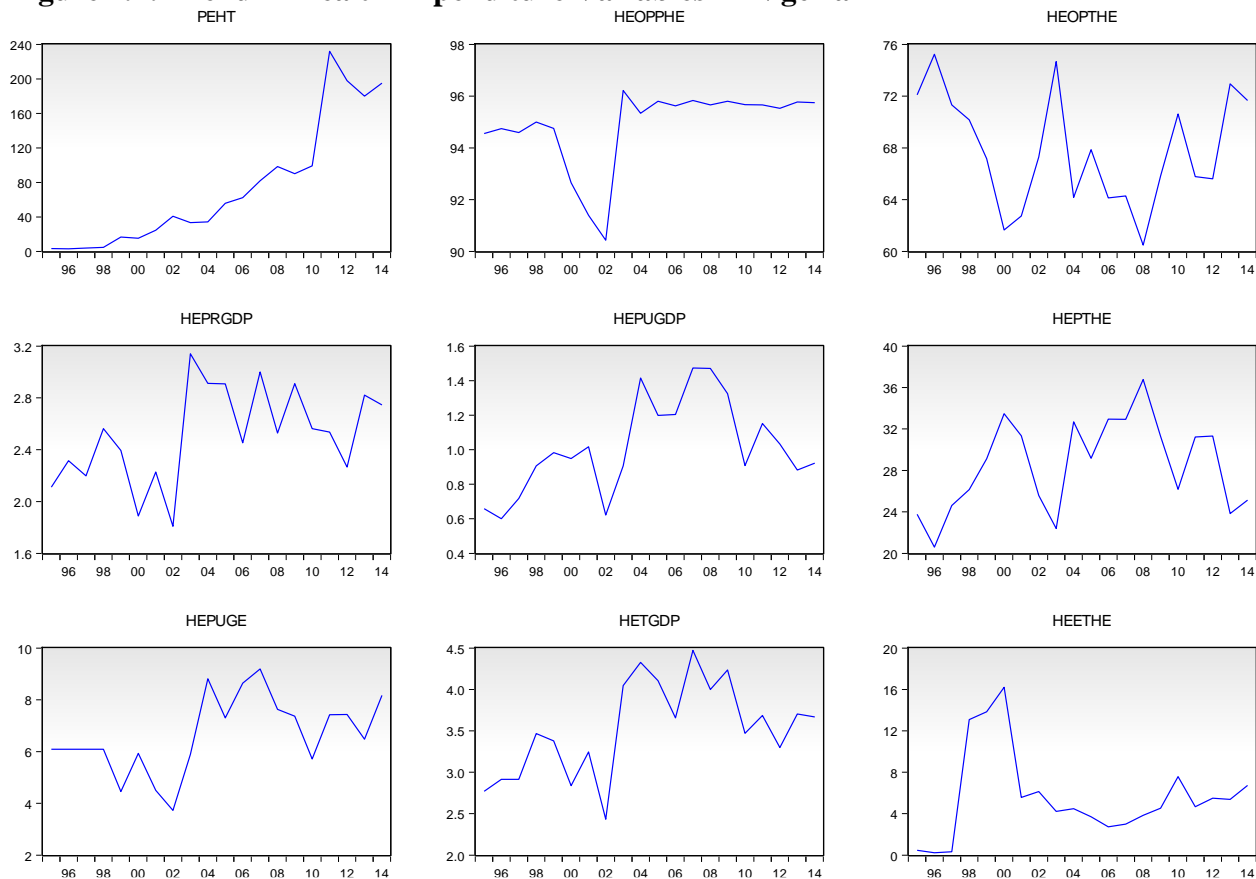 Figure Trend in Health Expenditure Variables in Nigeria
PEHT HEOPPHE HEOPTHE
240 98 76
200 96 72
160
120 94 68
80 92 64
40
0 90 60
96 98 00 02 04 06 08 10 12 14 96 98 00 02 04 06 08 10 12 14 96 98 00 02 04 06 08 10 12 14
HEPRGDP HEPUGDP HEPTHE
3.2 1.6 40
2.8 1.4 36
2.4 1.2 32
2.0 1.0 28
1.6 0.8 24
0.6 20
0.4
96 98 00 02 04 06 08 10 12 14 96 98 00 02 04 06 08 10 12 14 96 98 00 02 04 06 08 10 12 14
HEPUGE HETGDP HEETHE
10 4.5 20
8 4.0 16
6 3.5 12
4 3.0 8
2 2.5 4
2.0 0
96 98 00 02 04 06 08 10 12 14 96 98 00 02 04 06 08 10 12 14 96 98 00 02 04 06 08 10 12 14